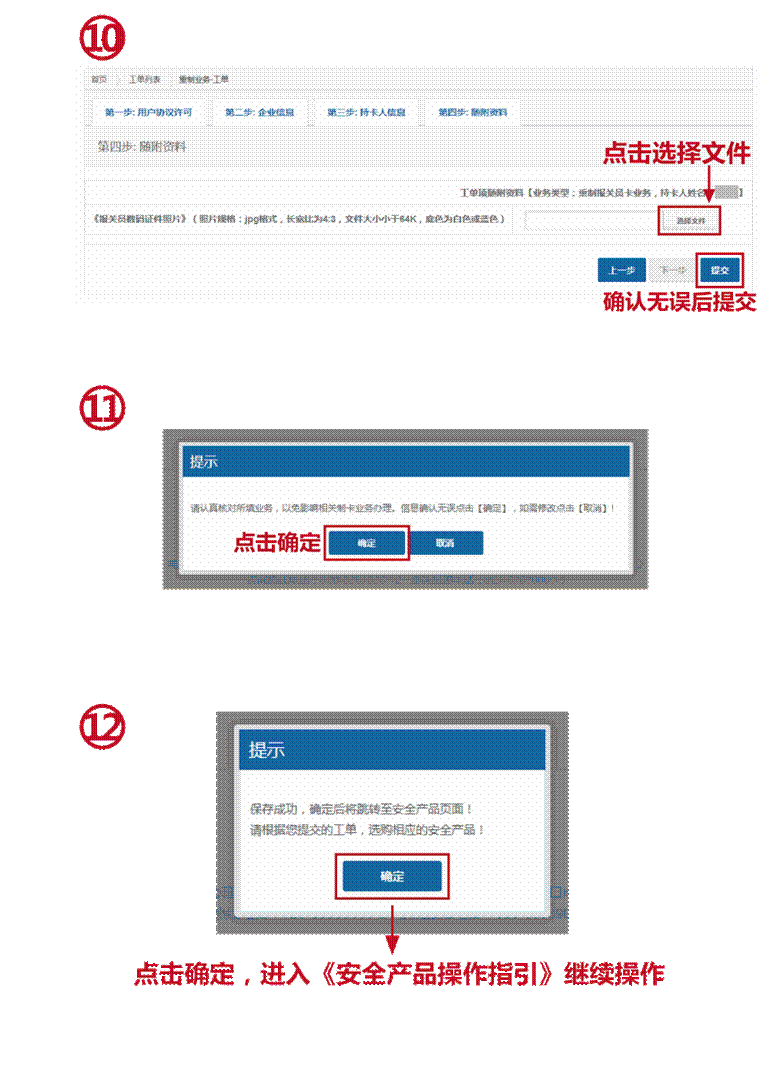 ⑩
首页 工单列表 重制业务-工单
第一步: 用户协议许可 第二步: 企业信息 第三步: 持卡人信息 第四步: 随附资料
第四步: 随附资料
点击选择文件
工单项随附资料【业务类型：重制报关员卡业务，持卡人姓名 】
《报关员数码证件照片》（照片规格：jpg格式，长宽比为4:3，文件大小小于64K，底色为白色或蓝色） 选择文件
上一步 下一步 提交
确认无误后提交
⑪
提示
请认真核对所填业务，以免影响相关制卡业务办理。信息确认无误点击【确定】，如需修改点击【取消】！
点击确定 确定 取消
⑫
提示
保存成功，确定后将跳转至安全产品页面！
请根据您提交的工单，选购相应的安全产品！
确定
点击确定，进入《安全产品操作指引》继续操作